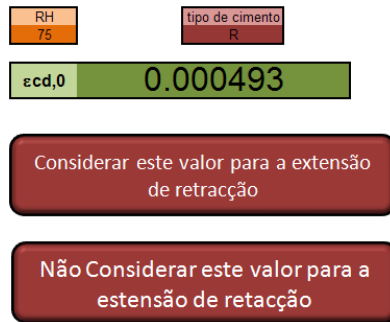 RH
tipo de cimento
75
R
εcd,0
0.000493
Considerar este valor para a extensão
de retracção
Não Considerar este valor para a
estensão de retacção